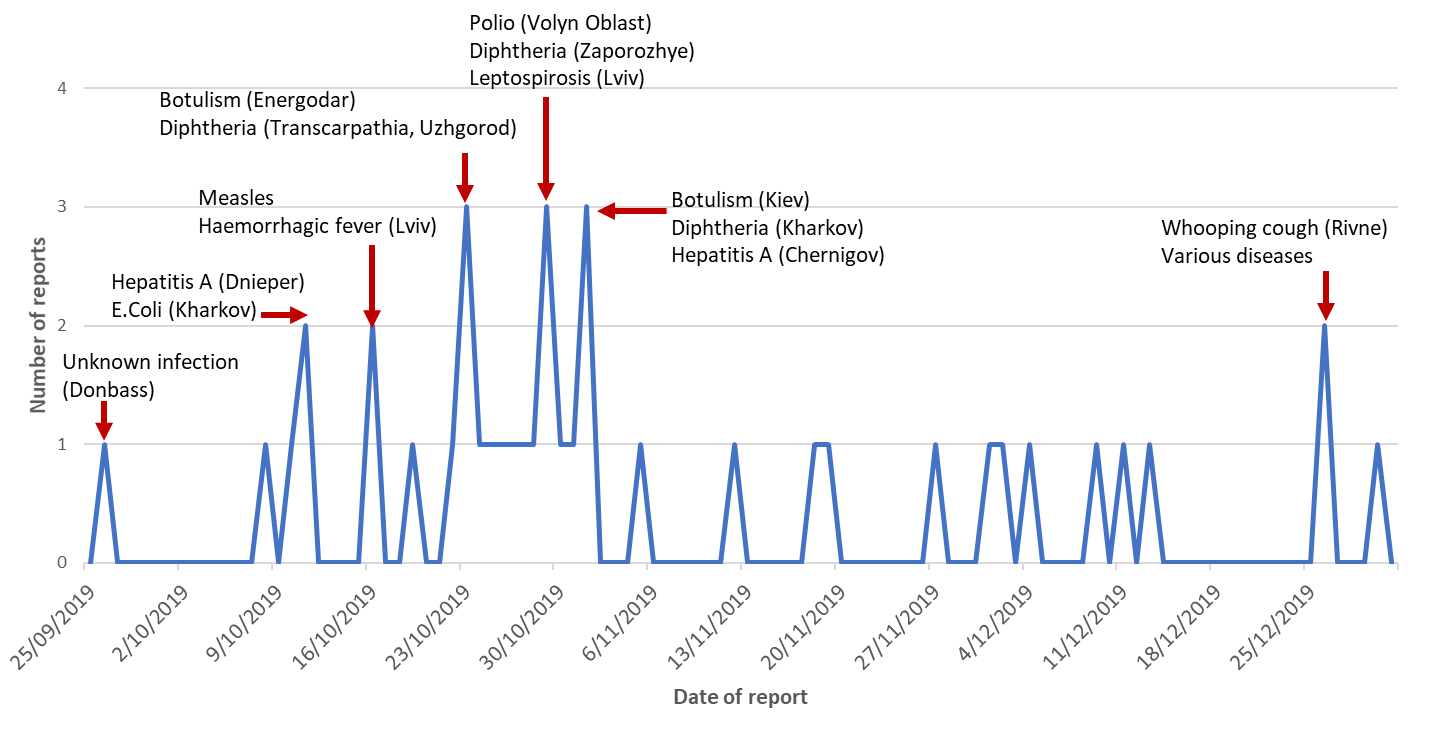 Polio (Volyn Oblast)
Diphtheria (Zaporozhye)
Leptospirosis (Lviv)
4
Botulism (Energodar)
Diphtheria (Transcarpathia, Uzhgorod)
3
Measles
Haemorrhagic fever (Lviv)
Botulism (Kiev)
Diphtheria (Kharkov)
Hepatitis A (Chernigov)
Whooping cough (Rivne)
Various diseases
Hepatitis A (Dnieper)
E.Coli (Kharkov)
2
Unknown infection
(Donbass)
1
0
Number of reports
25/09/2019
2/10/2019
9/10/2019
16/10/2019
23/10/2019
30/10/2019
6/11/2019
13/11/2019
20/11/2019
27/11/2019
4/12/2019
11/12/2019
18/12/2019
25/12/2019
Date of report